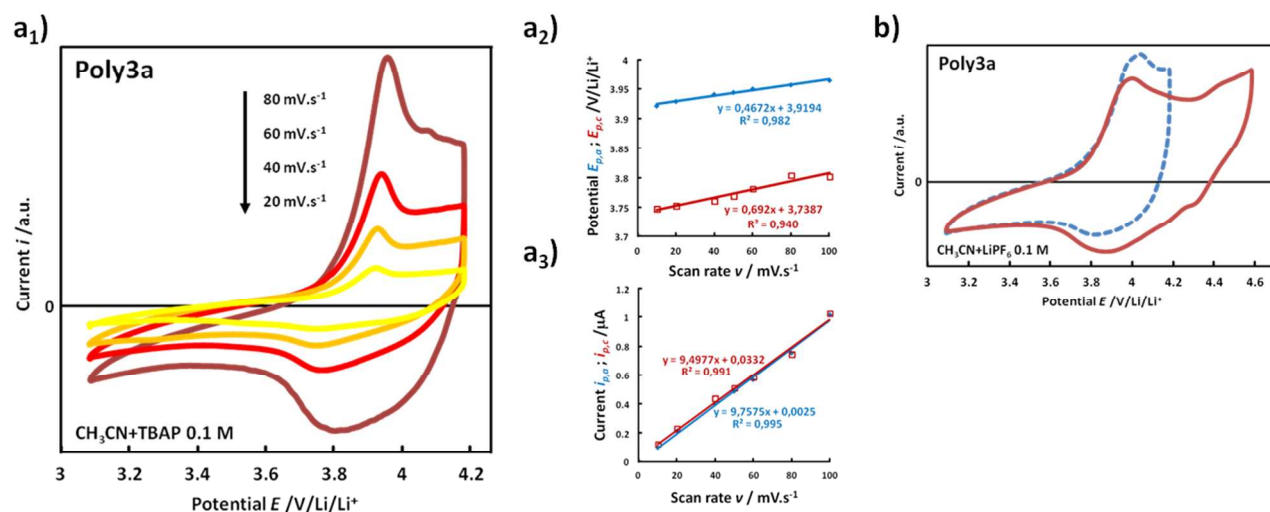 a₁)
Poly3a
80 mV.s⁻¹
60 mV.s⁻¹
40 mV.s⁻¹
20 mV.s⁻¹
CH₃CN+TBAP 0.1 M
Current i /a.u.
0
3 3.2 3.4 3.6 3.8 4 4.2
Potential E /V/Li/Li⁺
a₂)
Potential Eₚ,ₐ ; Eₚ,c /V/Li/Li⁺
4
3.95
3.9
3.85
3.8
3.75
3.7
y = 0,4672x + 3,9194
R² = 0,982
y = 0,692x + 3,7387
R² = 0,940
0 20 40 60 80 100
Scan rate v / mV.s⁻¹
a₃)
Current iₚ,ₐ ; iₚ,c /µA
1.2
1
0.8
0.6
0.4
0.2
0
y = 9,4977x + 0,0332
R² = 0,991
y = 9,7575x + 0,0025
R² = 0,995
0 20 40 60 80 100
Scan rate v / mV.s⁻¹
b)
Poly3a
Current i /a.u.
0
CH₃CN+LiPF₆ 0.1 M
3 3.2 3.4 3.6 3.8 4 4.2 4.4 4.6
Potential E /V/Li/Li⁺